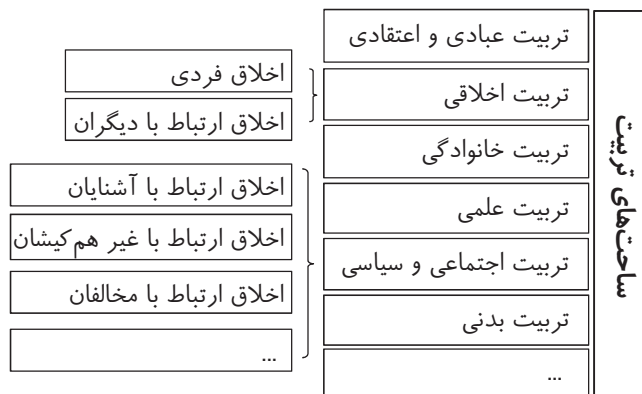 ساحت‌های تربیت
تربیت عبادی و اعتقادی
تربیت اخلاقی
تربیت خانوادگی
تربیت علمی
تربیت اجتماعی و سیاسی
تربیت بدنی
...
اخلاق فردی
اخلاق ارتباط با دیگران
اخلاق ارتباط با آشنایان
اخلاق ارتباط با غیر هم‌کیشان
اخلاق ارتباط با مخالفان
...